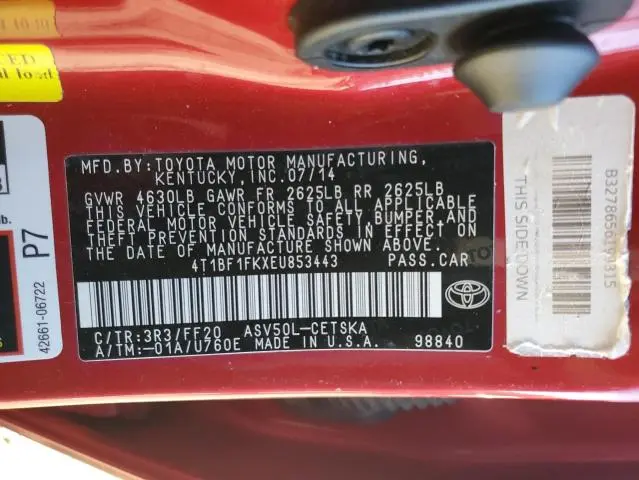 MFD. BY: TOYOTA MOTOR MANUFACTURING,
KENTUCKY, INC. 07/14
GVWR 4630LB GAWR FR 2625LB RR 2625LB
THIS VEHICLE CONFORMS TO ALL APPLICABLE
FEDERAL MOTOR VEHICLE SAFETY, BUMPER, AND
THEFT PREVENTION STANDARDS IN EFFECT ON
THE DATE OF MANUFACTURE SHOWN ABOVE.
4T1BF1FKXEU853443 PASS.CAR
TOYOTA
C/TR:3R3/FF20 ASV50L-CETSKA
A/TM:-01A/U760E MADE IN U.S.A. 98840
P7
42661-06722
lb.
THIS SIDE DOWN